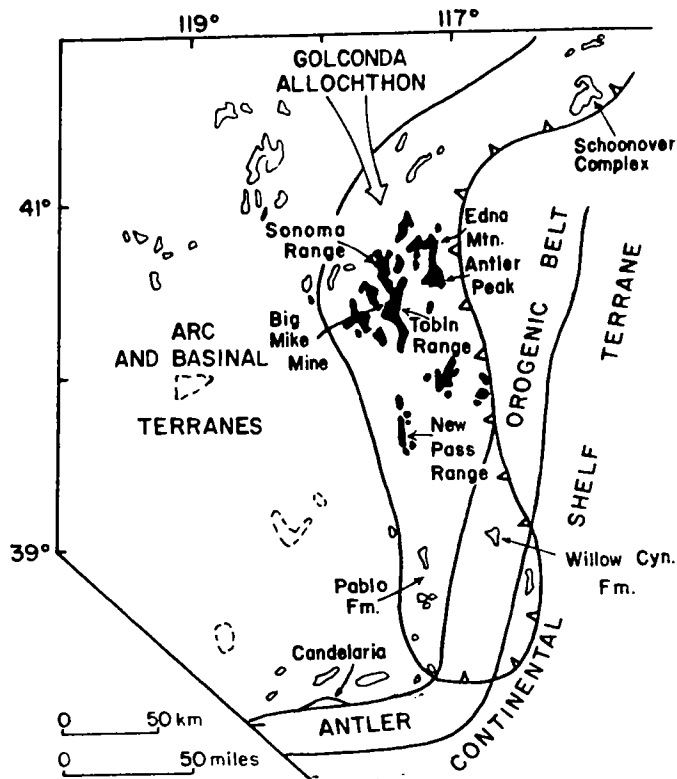 119°
117°
GOLCONDA
ALLOCHTHON
Schoonover
Complex
41°
Sonoma
Range
Edna
Mtn.
Antler
Peak
Big
Mike
Mine
Tobin
Range
ARC
AND BASINAL
TERRANES
OROGENIC BELT
TERRANE
New
Pass
Range
SHELF
39°
Pablo
Fm.
Willow Cyn.
Fm.
Candelaria
CONTINENTAL
ANTLER
0 50 km
0 50 miles